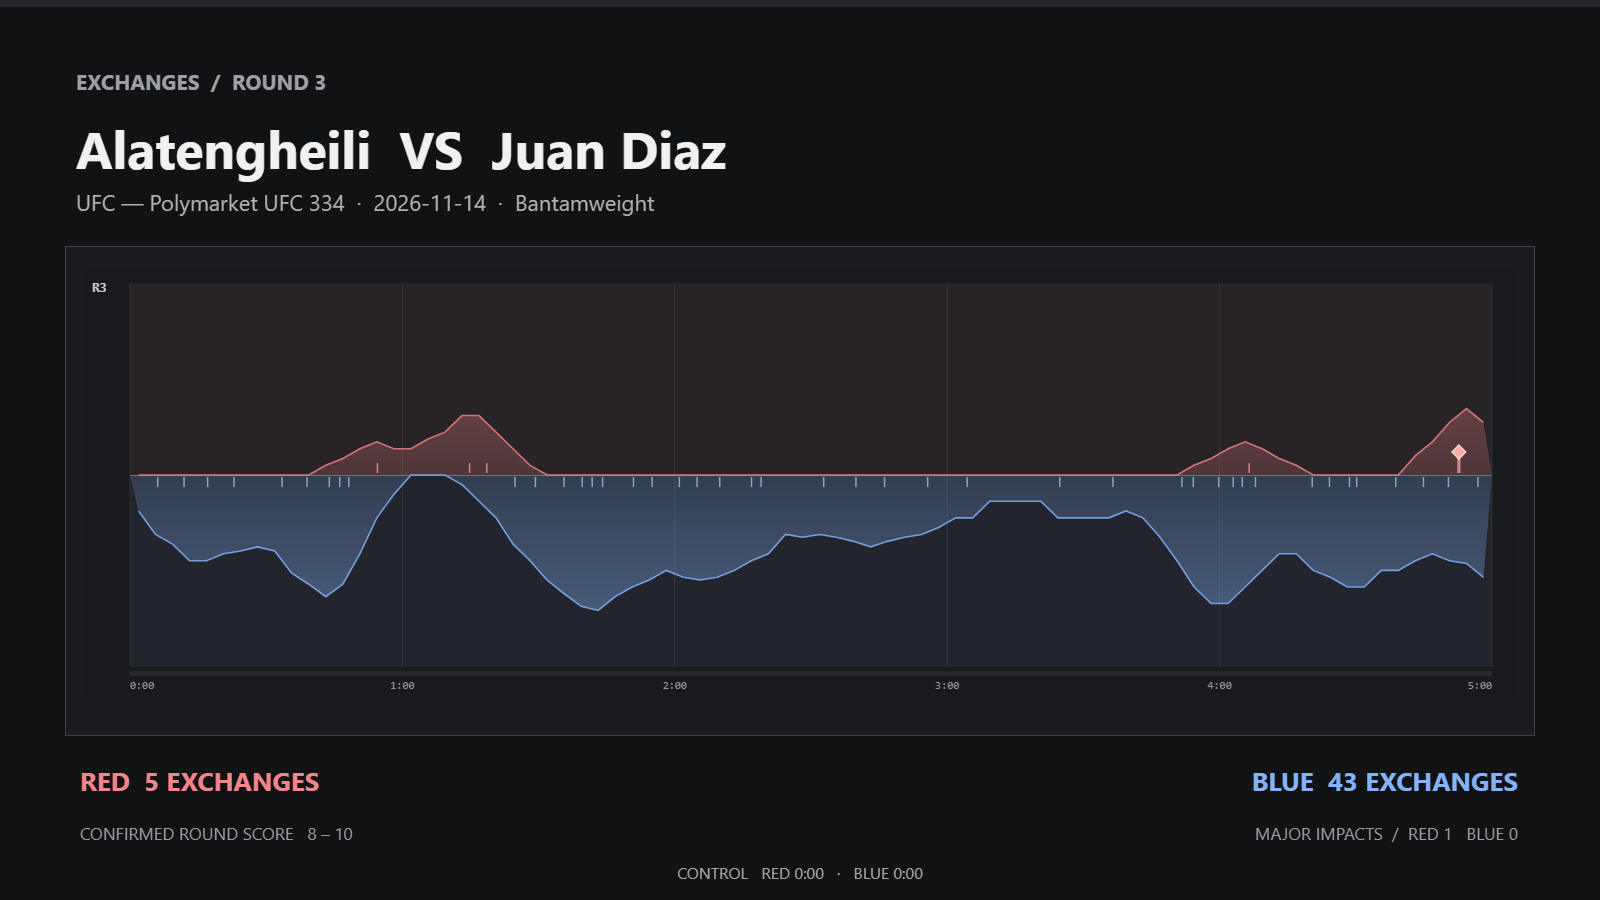 EXCHANGES / ROUND 3
Alatengheili VS Juan Diaz
UFC — Polymarket UFC 334 · 2026-11-14 · Bantamweight
R3
0:00 1:00 2:00 3:00 4:00 5:00
RED 5 EXCHANGES
BLUE 43 EXCHANGES
CONFIRMED ROUND SCORE 8 – 10
MAJOR IMPACTS / RED 1 BLUE 0
CONTROL RED 0:00 · BLUE 0:00